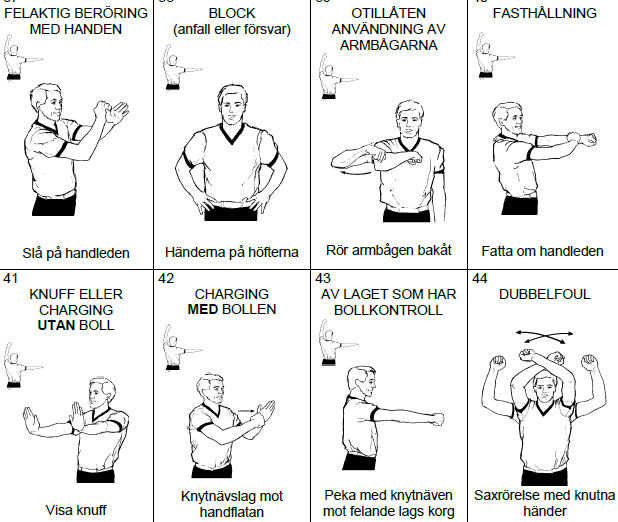 FELAKTIG BERÖRING
MED HANDEN
Slå på handleden
BLOCK
(anfall eller försvar)
Händerna på höfterna
OTILLÅTEN
ANVÄNDNING AV
ARMBÅGARNA
Rör armbågen bakåt
FASTHÅLLNING
Fatta om handleden
41
KNUFF ELLER
CHARGING
UTAN BOLL
Visa knuff
42
CHARGING
MED BOLLEN
Knytnävslag mot
handflatan
43
AV LAGET SOM HAR
BOLLKONTROLL
Peka med knytnäven
mot felande lags korg
44
DUBBELFOUL
Saxrörelse med knutna
händer